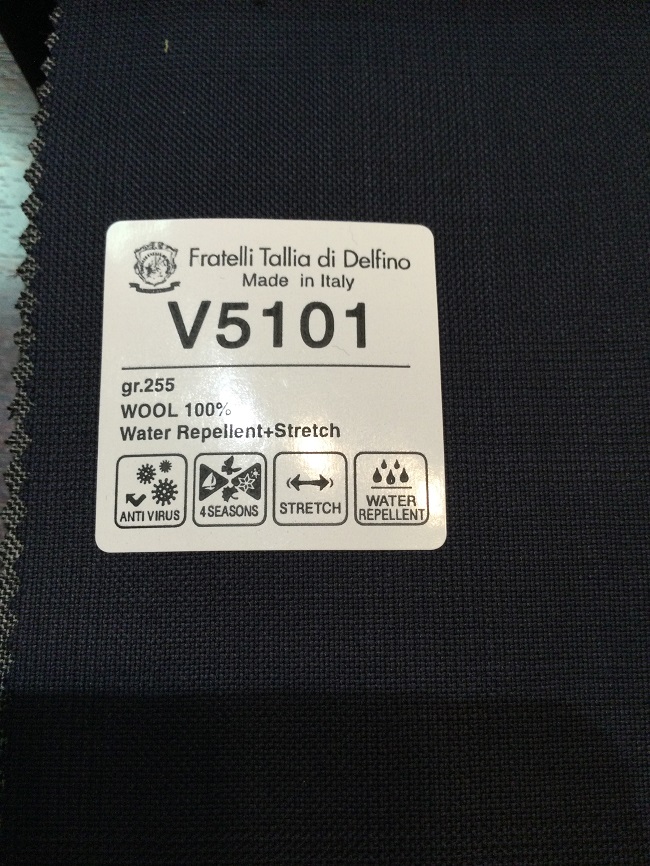 Fratelli Tallia di Delfino
Made in Italy
V5101
gr.255
WOOL 100%
Water Repellent+Stretch
ANTI VIRUS
4 SEASONS
STRETCH
WATER
REPELLENT